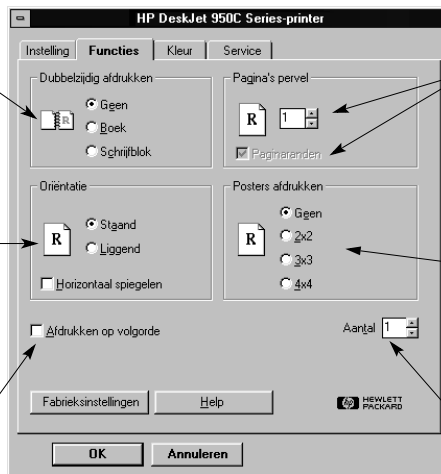 HP DeskJet 950C Series-printer
Instelling Functies Kleur Service
Dubbelzijdig afdrukken
Geen
Boek
Schrijfblok
R
Pagina's pervel
R
1
Paginaranden
Oriëntatie
R
Staand
Liggend
Horizontaal spiegelen
Posters afdrukken
R
Geen
2x2
3x3
4x4
Afdrukken op volgorde
Aantal 1
Fabrieksinstellingen Help
hp HEWLETT
PACKARD
OK Annuleren